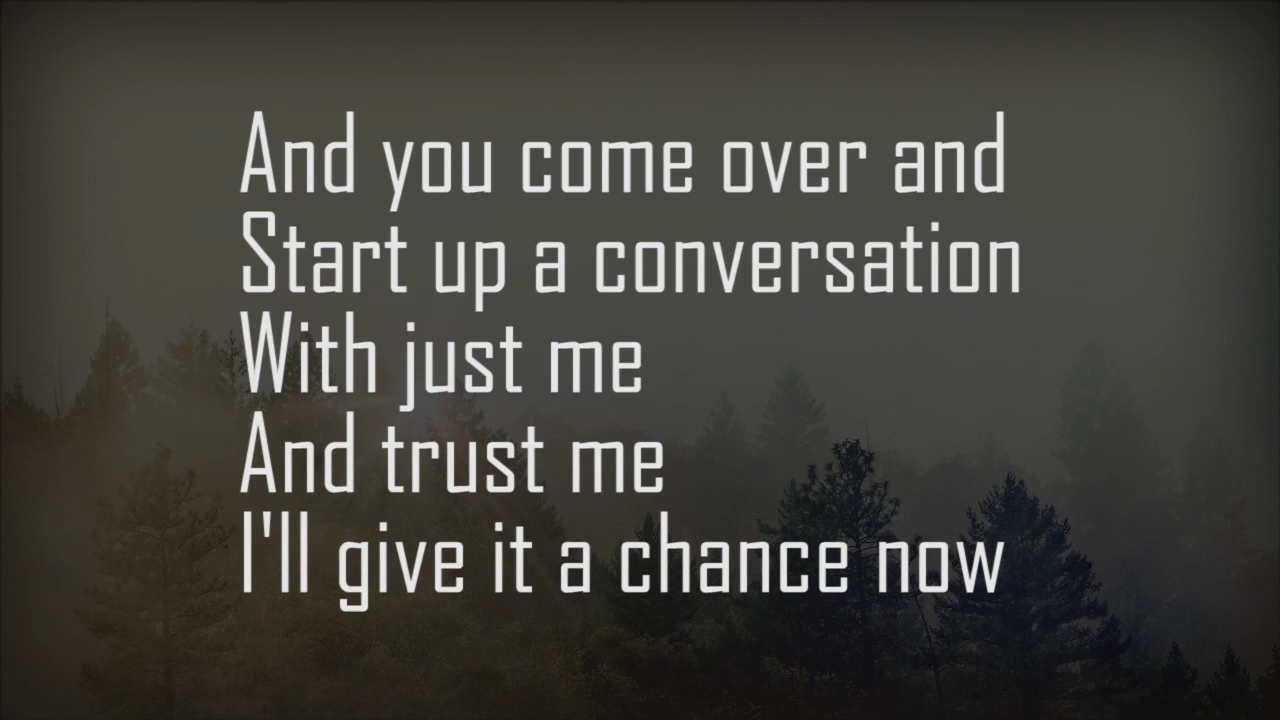 And you come over and
Start up a conversation
With just me
And trust me
I'll give it a chance now